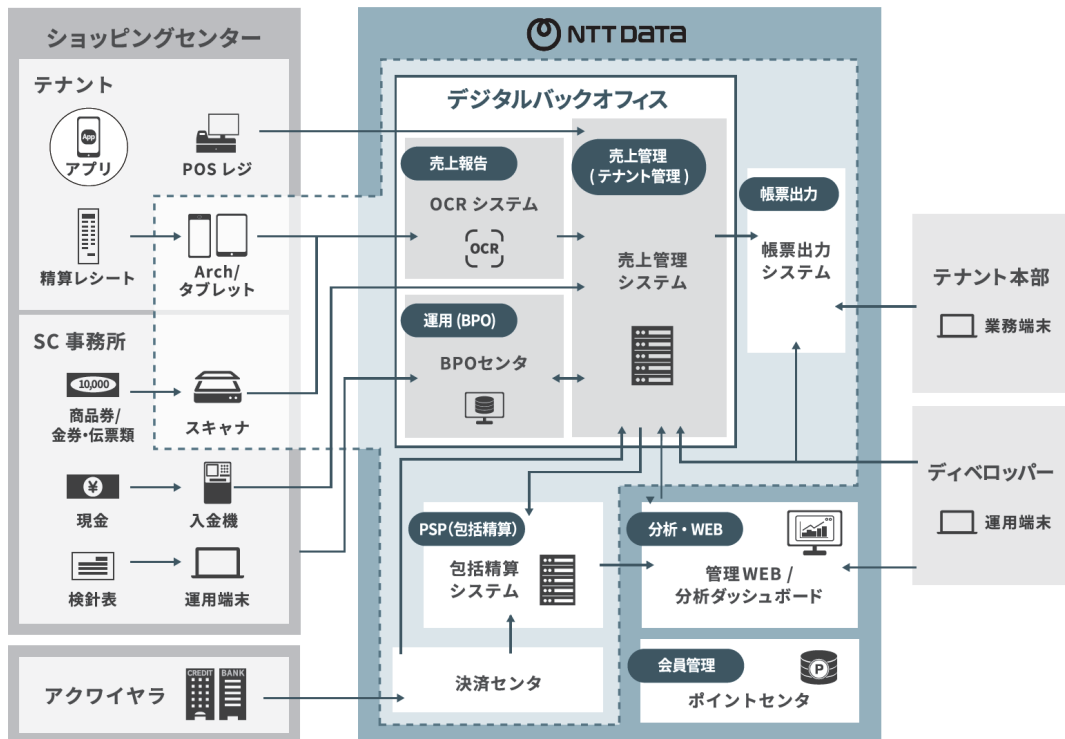 ショッピングセンター
テナント
App
アプリ
POS レジ
精算レシート
Arch/
タブレット
SC 事務所
10,000
商品券/
金券・伝票類
スキャナ
¥
現金
入金機
検針表
運用端末
アクワイヤラ
CREDIT
BANK
NTT DATA
デジタルバックオフィス
売上報告
OCR システム
OCR
運用 (BPO)
BPOセンタ
売上管理
( テナント管理 )
売上管理
システム
帳票出力
帳票出力
システム
PSP(包括精算)
包括精算
システム
決済センタ
分析・WEB
管理WEB /
分析ダッシュボード
会員管理
P
ポイントセンタ
テナント本部
業務端末
ディベロッパー
運用端末